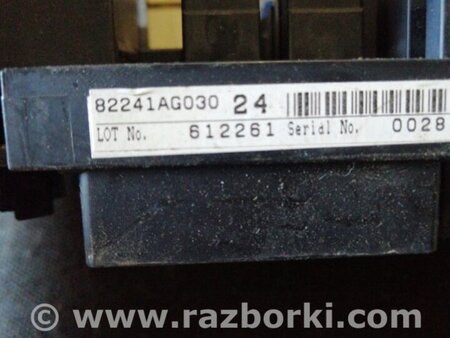 82241AG030 24
LOT No. 612261 Serial No. 0028
© www.razborki.com